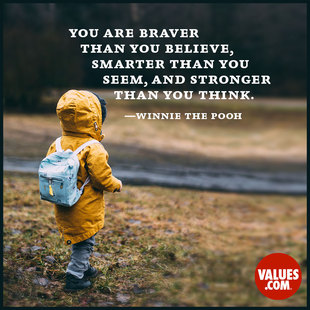 YOU ARE BRAVER
THAN YOU BELIEVE,
SMARTER THAN YOU
SEEM, AND STRONGER
THAN YOU THINK.
—WINNIE THE POOH
VALUES
.COM®